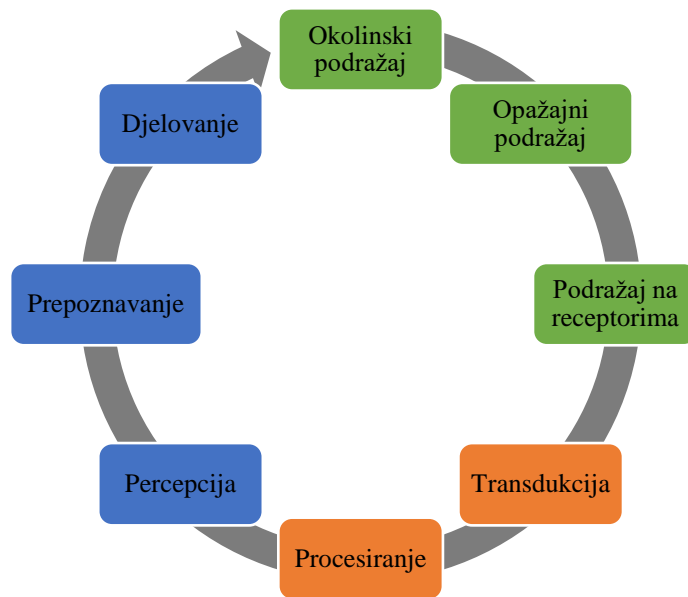 Okolinski
podražaj
Opažajni
podražaj
Podražaj na
receptorima
Transdukcija
Procesiranje
Percepcija
Prepoznavanje
Djelovanje